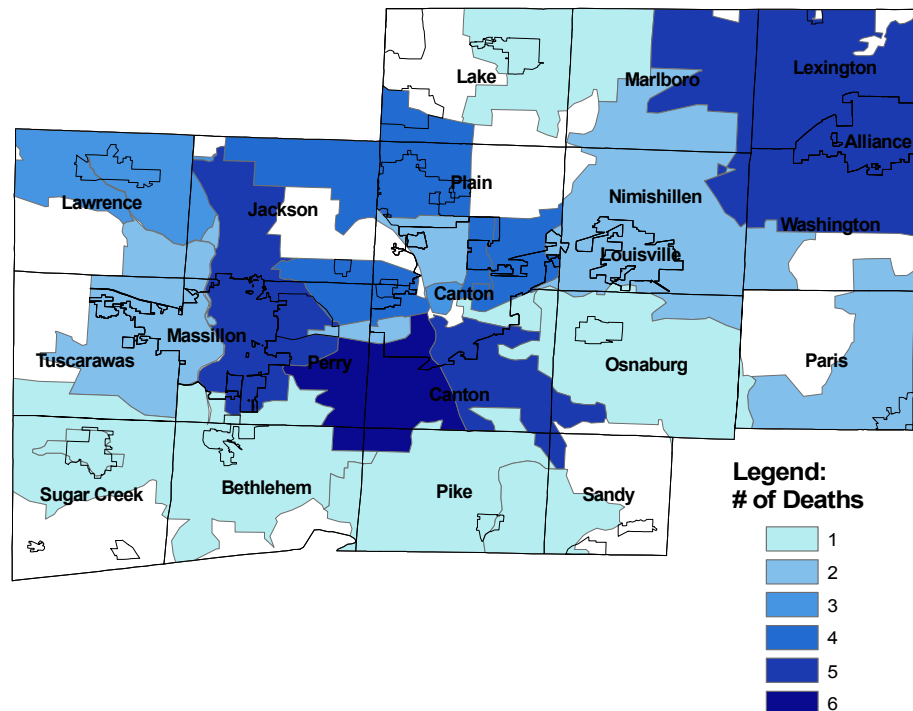 Lake
Marlboro
Lexington
Alliance
Lawrence
Jackson
Plain
Nimishillen
Washington
Louisville
Canton
Massillon
Tuscarawas
Perry
Osnaburg
Paris
Canton
Sugar Creek
Bethlehem
Pike
Sandy
Legend:
# of Deaths
1
2
3
4
5
6